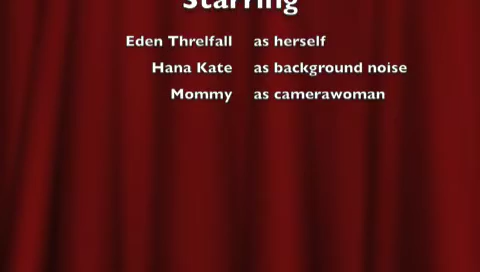 Starring
Eden Threlfall as herself
Hana Kate as background noise
Mommy as camerawoman